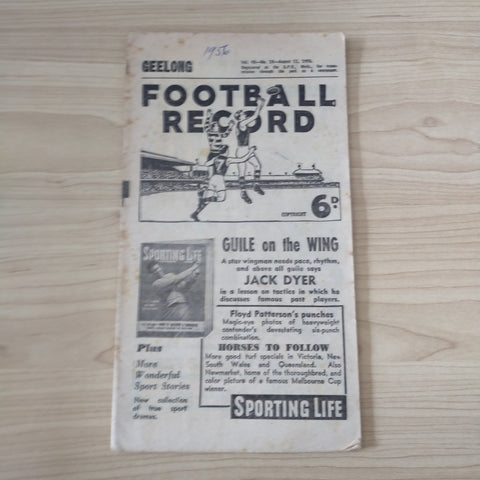 1956
GEELONG
FOOTBALL
RECORD
7
COPYRIGHT
6D.
SPORTING LIFE
GUILE on the WING
A star wingman needs pace, rhythm,
and above all guile says
JACK DYER
in a lesson on tactics in which he
discusses famous past players.
Floyd Patterson's punches
Magic-eye photos of heavyweight
contender's devastating six-punch
combination.
HORSES TO FOLLOW
More good turf specials in Victoria, New
South Wales and Queensland. Also
Newmarket, home of the thoroughbred, and
color picture of a famous Melbourne Cup
winner.
Plus
More
Wonderful
Sport Stories
New collection
of true sport
dramas.
SPORTING LIFE